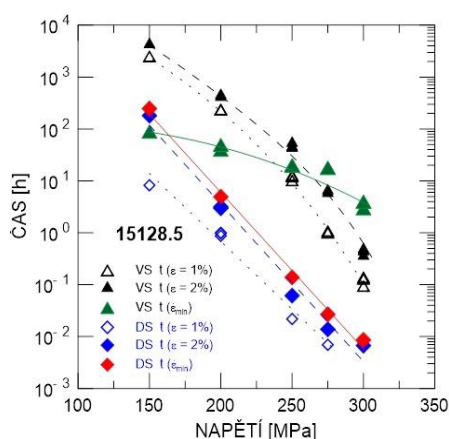 10⁴
10³
10²
10¹
10⁰
10⁻¹
10⁻²
10⁻³
ČAS [h]
15128.5
VS t (ε = 1%)
VS t (ε = 2%)
VS t (ε̇min)
DS t (ε = 1%)
DS t (ε = 2%)
DS t (ε̇min)
100 150 200 250 300 350
NAPĚTÍ [MPa]